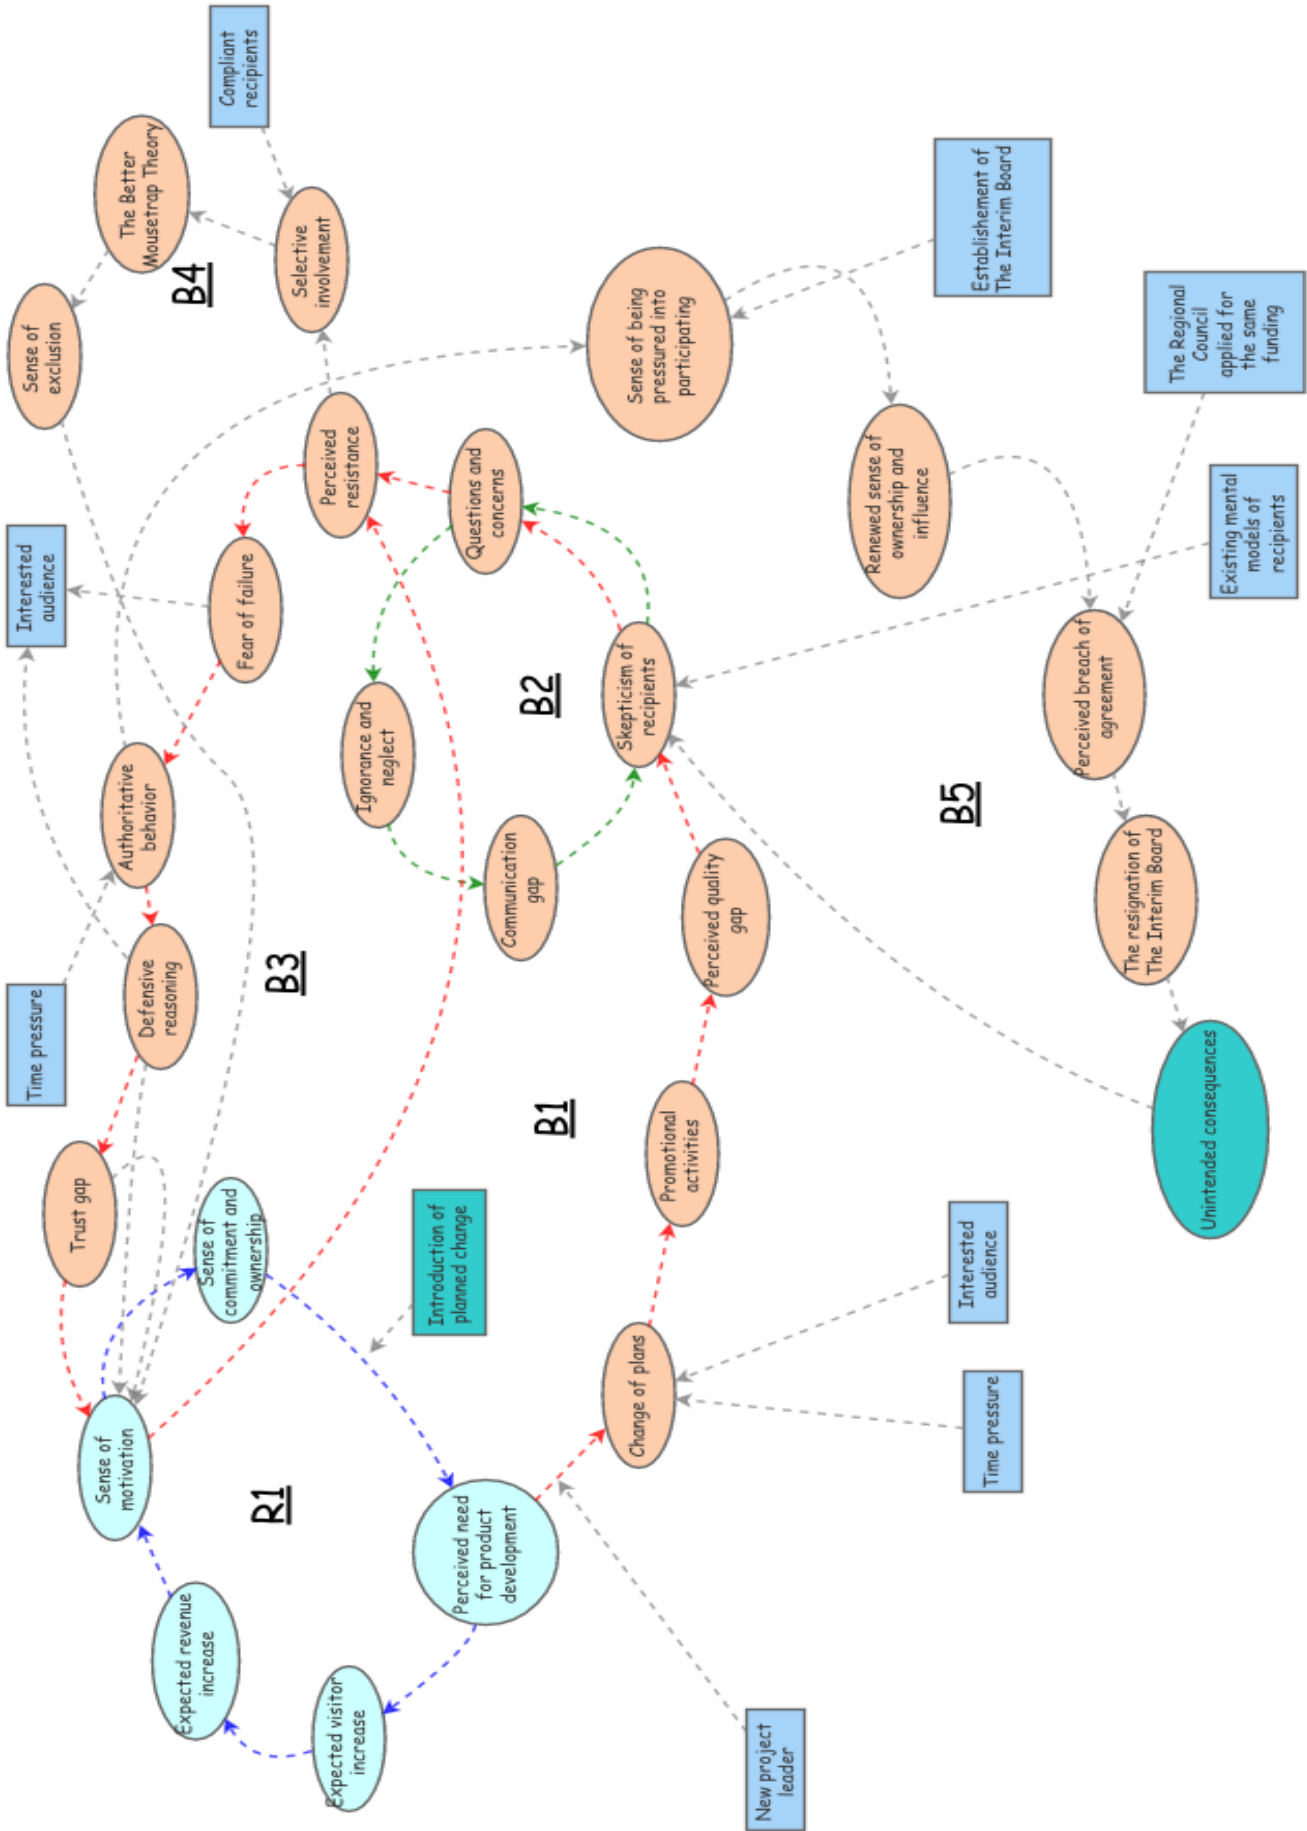 Time pressure
Interested
audience
Sense of
exclusion
Trust gap
Sense of
motivation
Defensive
reasoning
Authoritative
behavior
The Better
Mousetrap Theory
B4
Expected revenue
increase
Sense of
commitment and
ownership
Fear of failure
Compliant
recipients
R1
B3
Selective
involvement
Expected visitor
increase
Perceived
resistance
Ignorance and
neglect
Introduction of
planned change
Perceived need
for product
development
Questions and
concerns
Communication
gap
B1
B2
Change of plans
Promotional
activities
Skepticism of
recipients
Sense of being
pressured into
participating
Perceived quality
gap
New project
leader
Renewed sense of
ownership and
influence
B5
Time pressure
Interested
audience
Establishement of
The Interim Board
Perceived breach of
agreement
The resignation of
The Interim Board
Unintended consequences
Existing mental
models of
recipients
The Regional
Council
applied for
the same
funding